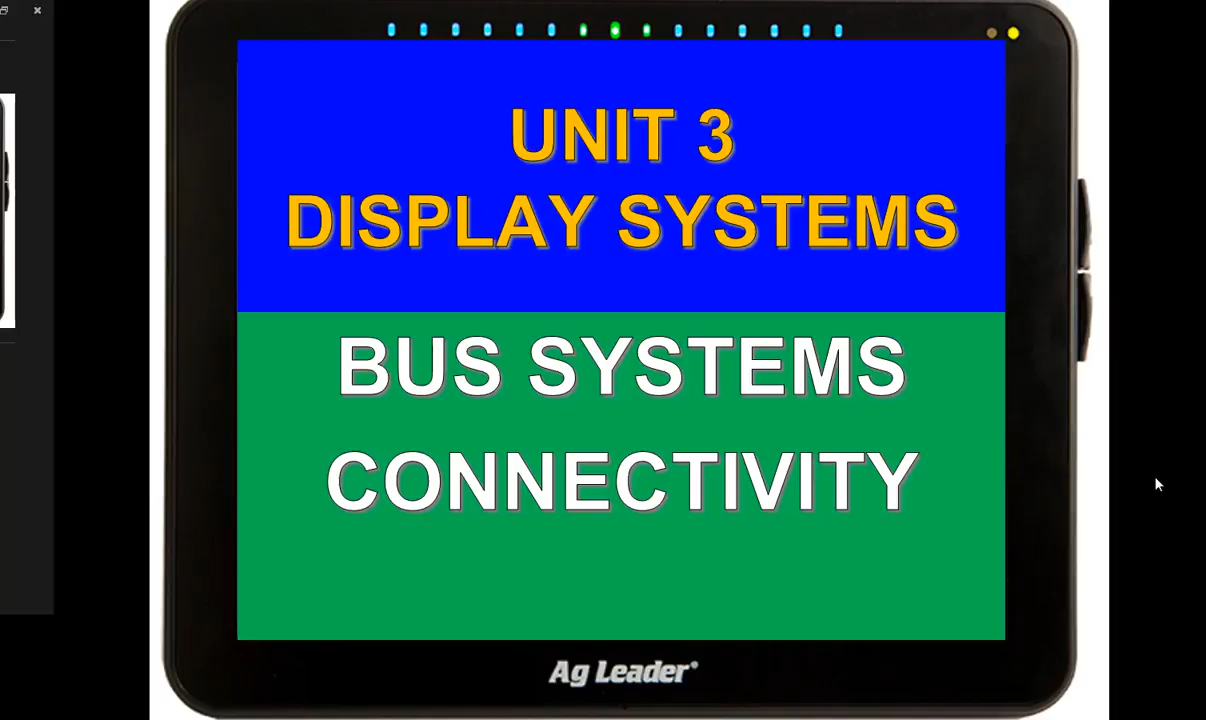 UNIT 3
DISPLAY SYSTEMS
BUS SYSTEMS
CONNECTIVITY
Ag Leader®